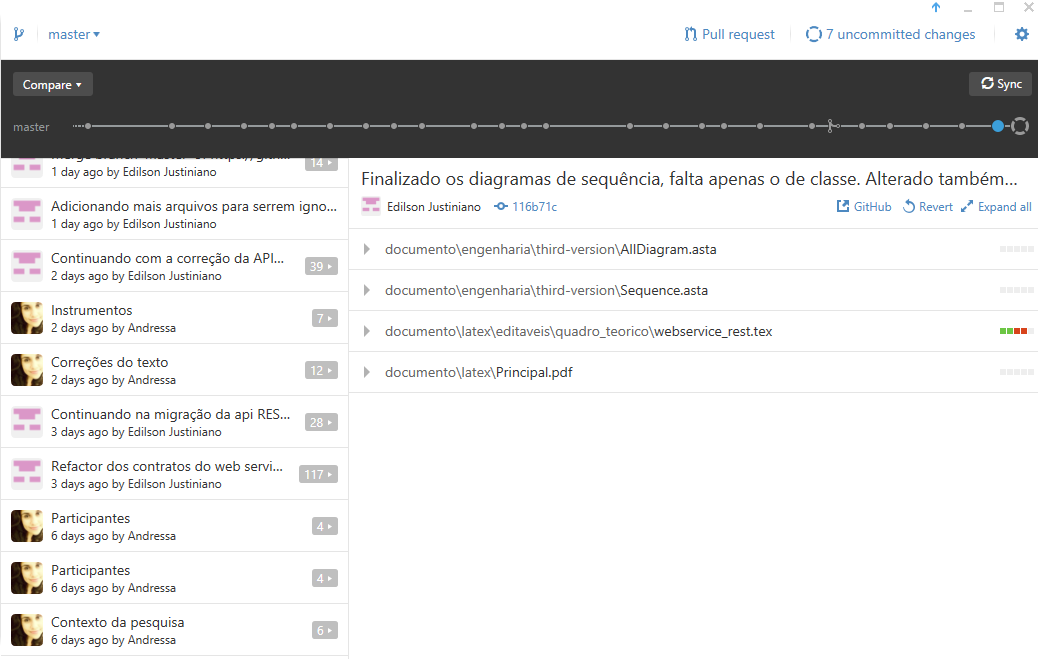 master
Pull request
7 uncommitted changes
Compare
Sync
master
14
1 day ago by Edilson Justiniano
Adicionando mais arquivos para serrem igno...
1 day ago by Edilson Justiniano
Continuando com a correção da API...
2 days ago by Edilson Justiniano
39
Instrumentos
2 days ago by Andressa
7
Correções do texto
2 days ago by Andressa
12
Continuando na migração da api RES...
3 days ago by Edilson Justiniano
28
Refactor dos contratos do web servi...
3 days ago by Edilson Justiniano
117
Participantes
6 days ago by Andressa
4
Participantes
6 days ago by Andressa
4
Contexto da pesquisa
6 days ago by Andressa
6
Finalizado os diagramas de sequência, falta apenas o de classe. Alterado também...
Edilson Justiniano
116b71c
GitHub
Revert
Expand all
documento\engenharia\third-version\AllDiagram.asta
documento\engenharia\third-version\Sequence.asta
documento\latex\editaveis\quadro_teorico\webservice_rest.tex
documento\latex\Principal.pdf